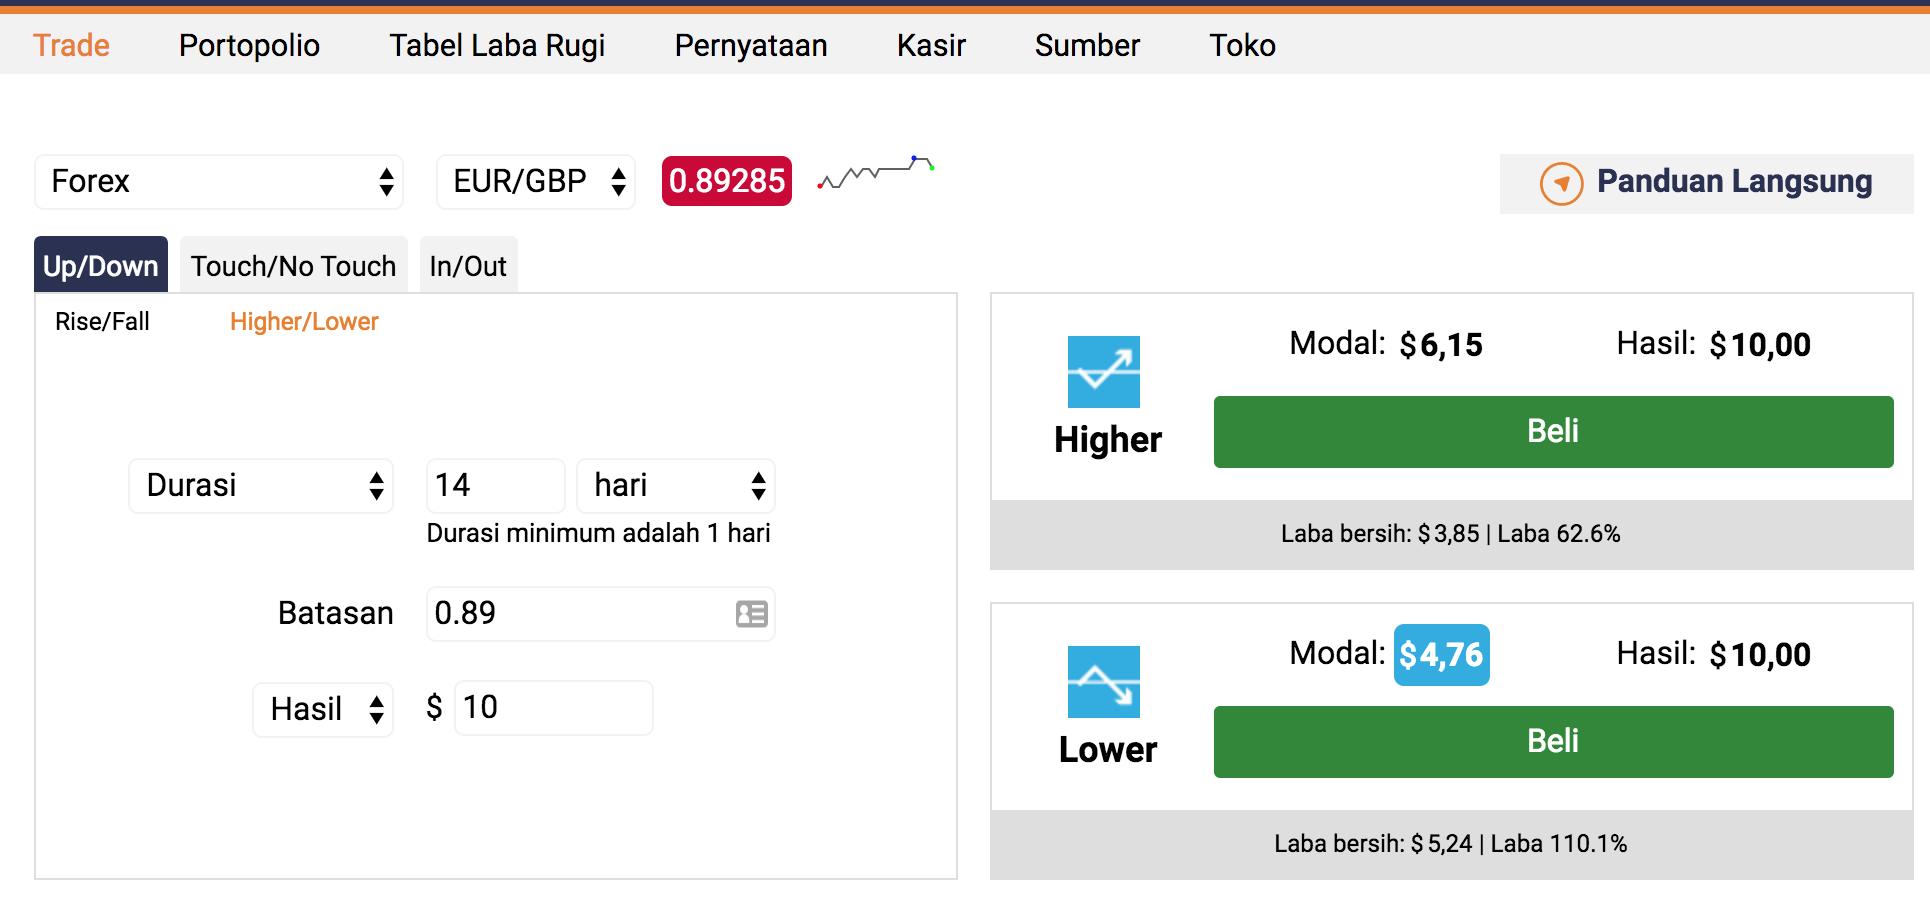 Trade Portopolio Tabel Laba Rugi Pernyataan Kasir Sumber Toko
Forex EUR/GBP 0.89285 Panduan Langsung
Up/Down Touch/No Touch In/Out
Rise/Fall Higher/Lower
Durasi 14 hari
Durasi minimum adalah 1 hari
Batasan 0.89
Hasil $ 10
Modal: $6,15 Hasil: $10,00
Higher Beli
Laba bersih: $3,85 | Laba 62.6%
Modal: $4,76 Hasil: $10,00
Lower Beli
Laba bersih: $5,24 | Laba 110.1%